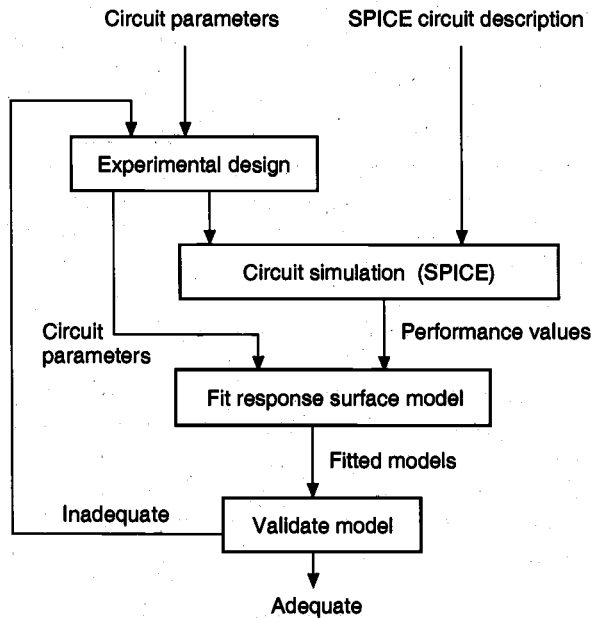 Circuit parameters
SPICE circuit description
Experimental design
Circuit simulation (SPICE)
Circuit
parameters
Performance values
Fit response surface model
Fitted models
Inadequate
Validate model
Adequate